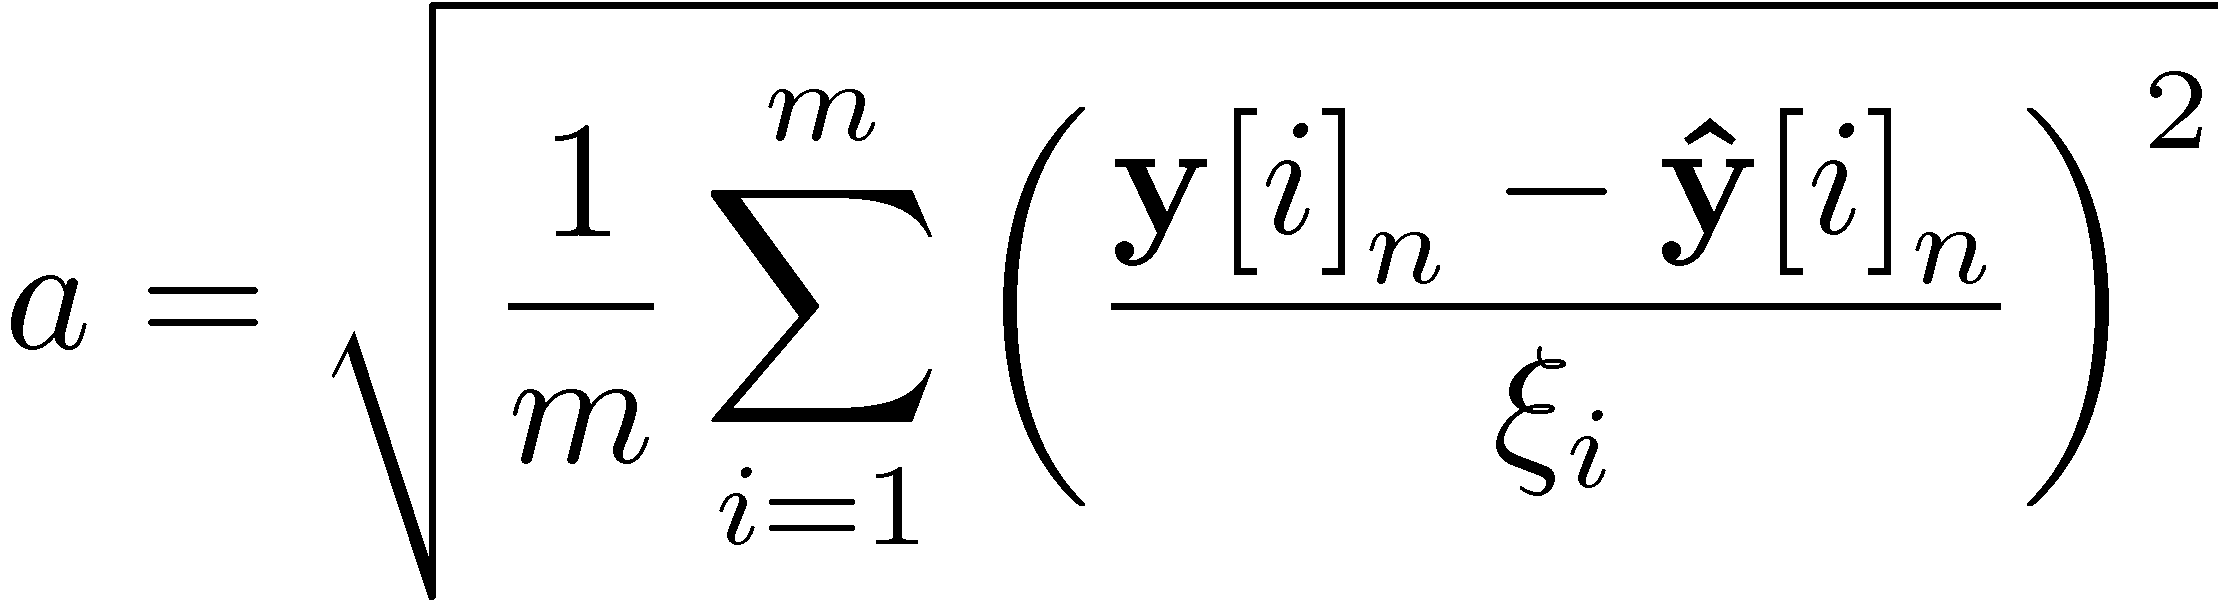 $a = \sqrt{\frac{1}{m} \sum_{i=1}^{m} \left( \frac{\mathbf{y}[i]_n - \hat{\mathbf{y}}[i]_n}{\xi_i} \right)^2}$